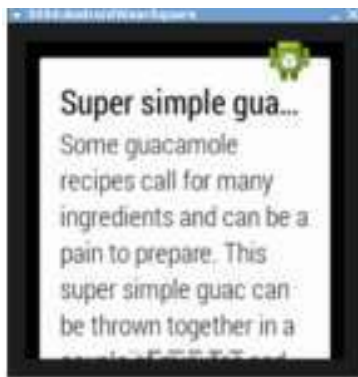 Super simple gua...
Some guacamole
recipes call for many
ingredients and can be a
pain to prepare. This
super simple guac can
be thrown together in a